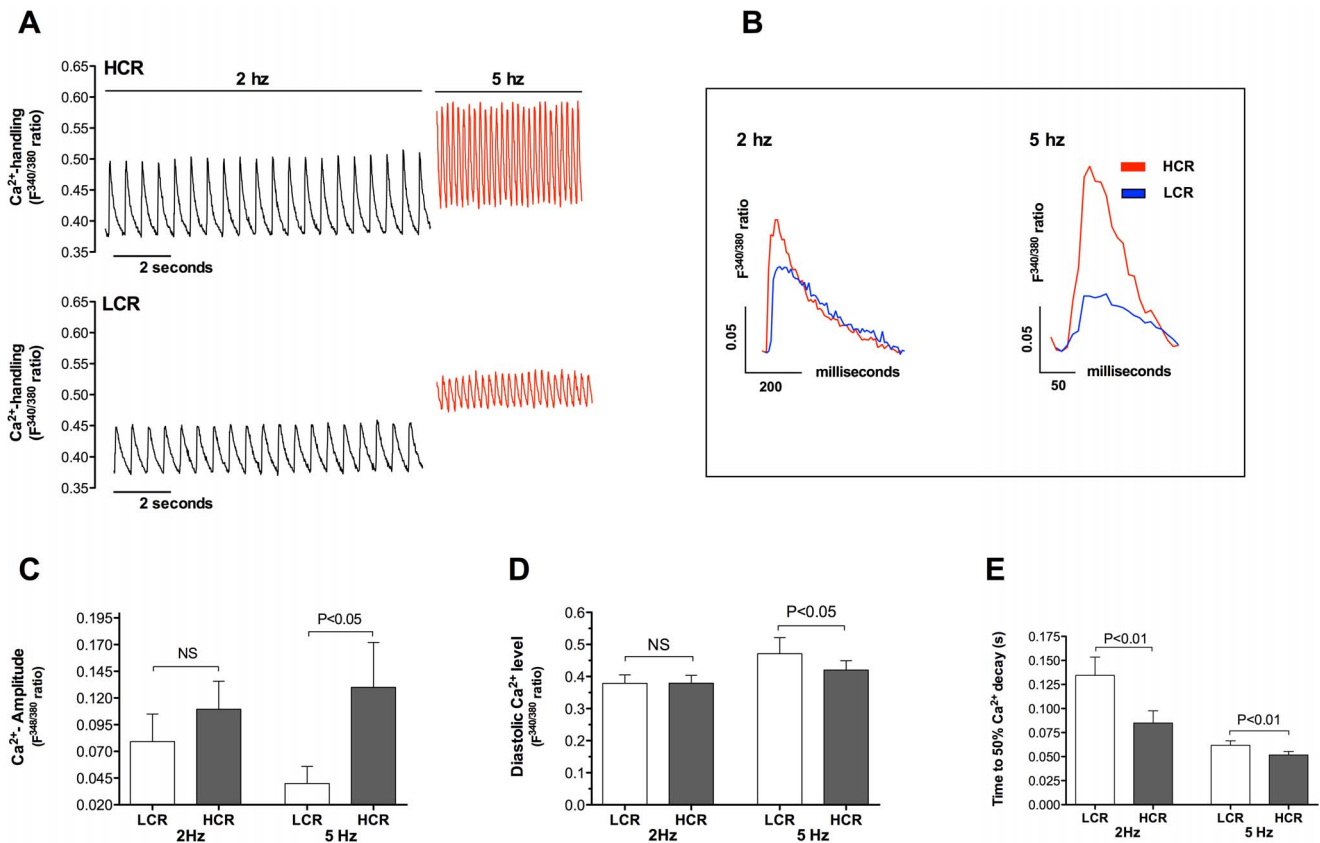 A
HCR
2 hz
5 hz
0.65
0.60
0.55
0.50
0.45
0.40
0.35
Ca²⁺-handling
(F³⁴⁰/³⁸⁰ ratio)
2 seconds
LCR
0.65
0.60
0.55
0.50
0.45
0.40
0.35
Ca²⁺-handling
(F³⁴⁰/³⁸⁰ ratio)
2 seconds
B
2 hz
F³⁴⁰/³⁸⁰ ratio
0.05
200
milliseconds
5 hz
HCR
LCR
F³⁴⁰/³⁸⁰ ratio
0.05
50
milliseconds
C
Ca²⁺- Amplitude
(F³⁴⁸/³⁸⁰ ratio)
0.195
0.170
0.145
0.120
0.095
0.070
0.045
0.020
NS
P<0.05
LCR HCR LCR HCR
2Hz 5 Hz
D
Diastolic Ca²⁺ level
(F³⁴⁰/³⁸⁰ ratio)
0.6
0.5
0.4
0.3
0.2
0.1
0.0
NS
P<0.05
LCR HCR LCR HCR
2Hz 5 Hz
E
Time to 50% Ca²⁺ decay (s)
0.175
0.150
0.125
0.100
0.075
0.050
0.025
0.000
P<0.01
P<0.01
LCR HCR LCR HCR
2Hz 5 Hz